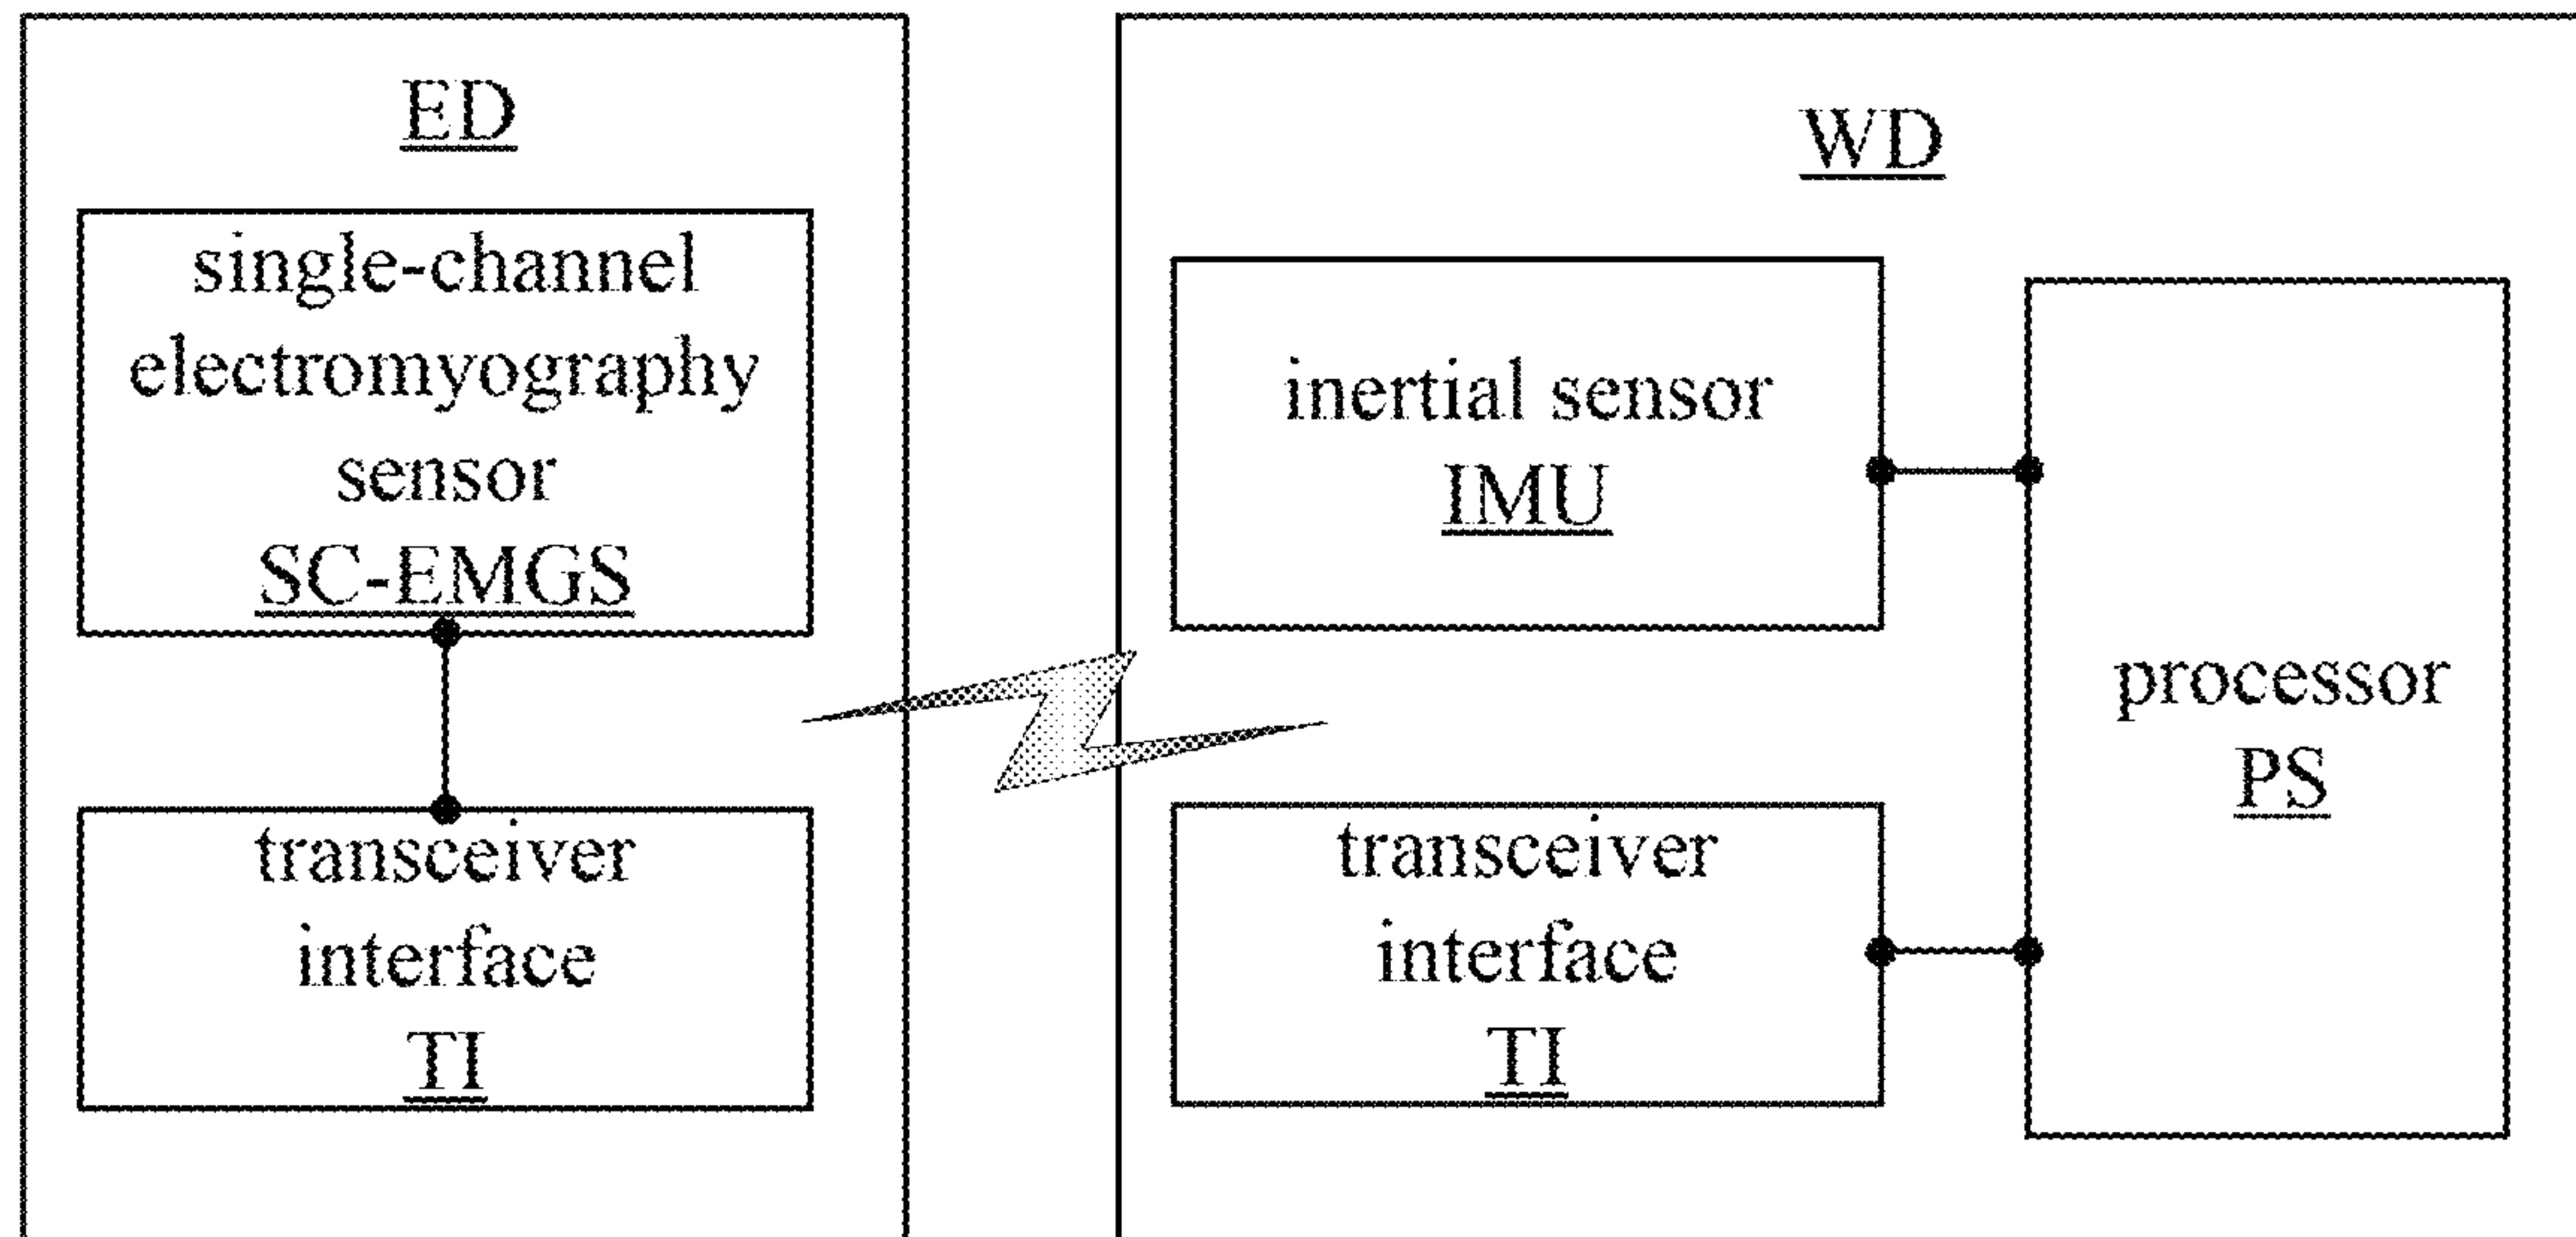 ED
single-channel
electromyography
sensor
SC-EMGS
transceiver
interface
TI
WD
inertial sensor
IMU
transceiver
interface
TI
processor
PS